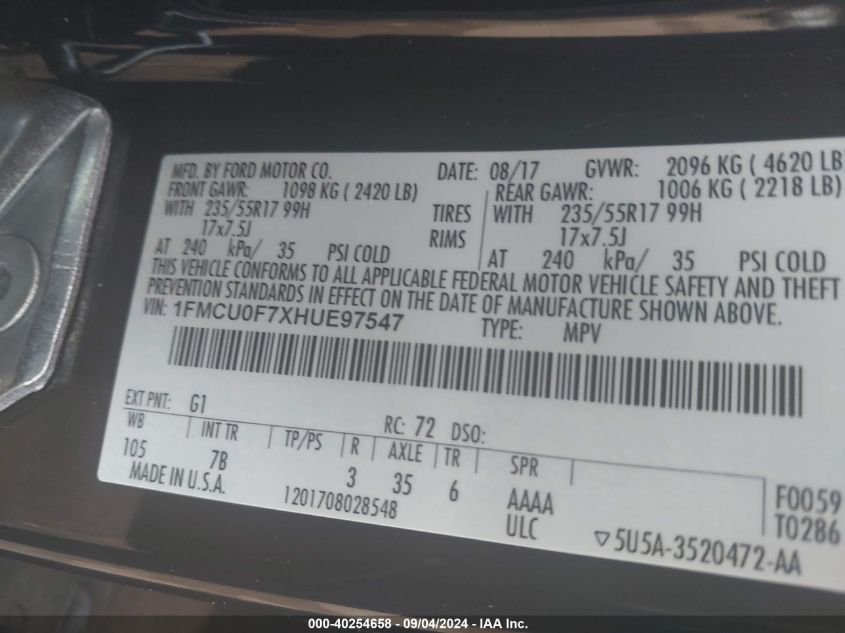 MFD. BY FORD MOTOR CO. DATE: 08/17 GVWR: 2096 KG ( 4620 LB
FRONT GAWR: 1098 KG ( 2420 LB) REAR GAWR: 1006 KG ( 2218 LB)
WITH 235/55R17 99H TIRES WITH 235/55R17 99H
17x7.5J RIMS 17x7.5J
AT 240 kPa/ 35 PSI COLD AT 240 kPa/ 35 PSI COLD
THIS VEHICLE CONFORMS TO ALL APPLICABLE FEDERAL MOTOR VEHICLE SAFETY AND THEFT
PREVENTION STANDARDS IN EFFECT ON THE DATE OF MANUFACTURE SHOWN ABOVE.
VIN: 1FMCU0F7XHUE97547 TYPE: MPV
EXT PNT: G1 RC: 72 DSO:
WB INT TR TP/PS R AXLE TR SPR
105 7B 3 35 6 AAAA F0059
MADE IN U.S.A. 1201708028548 ULC T0286
▽5U5A-3520472-AA
000-40254658 - 09/04/2024 - IAA Inc.